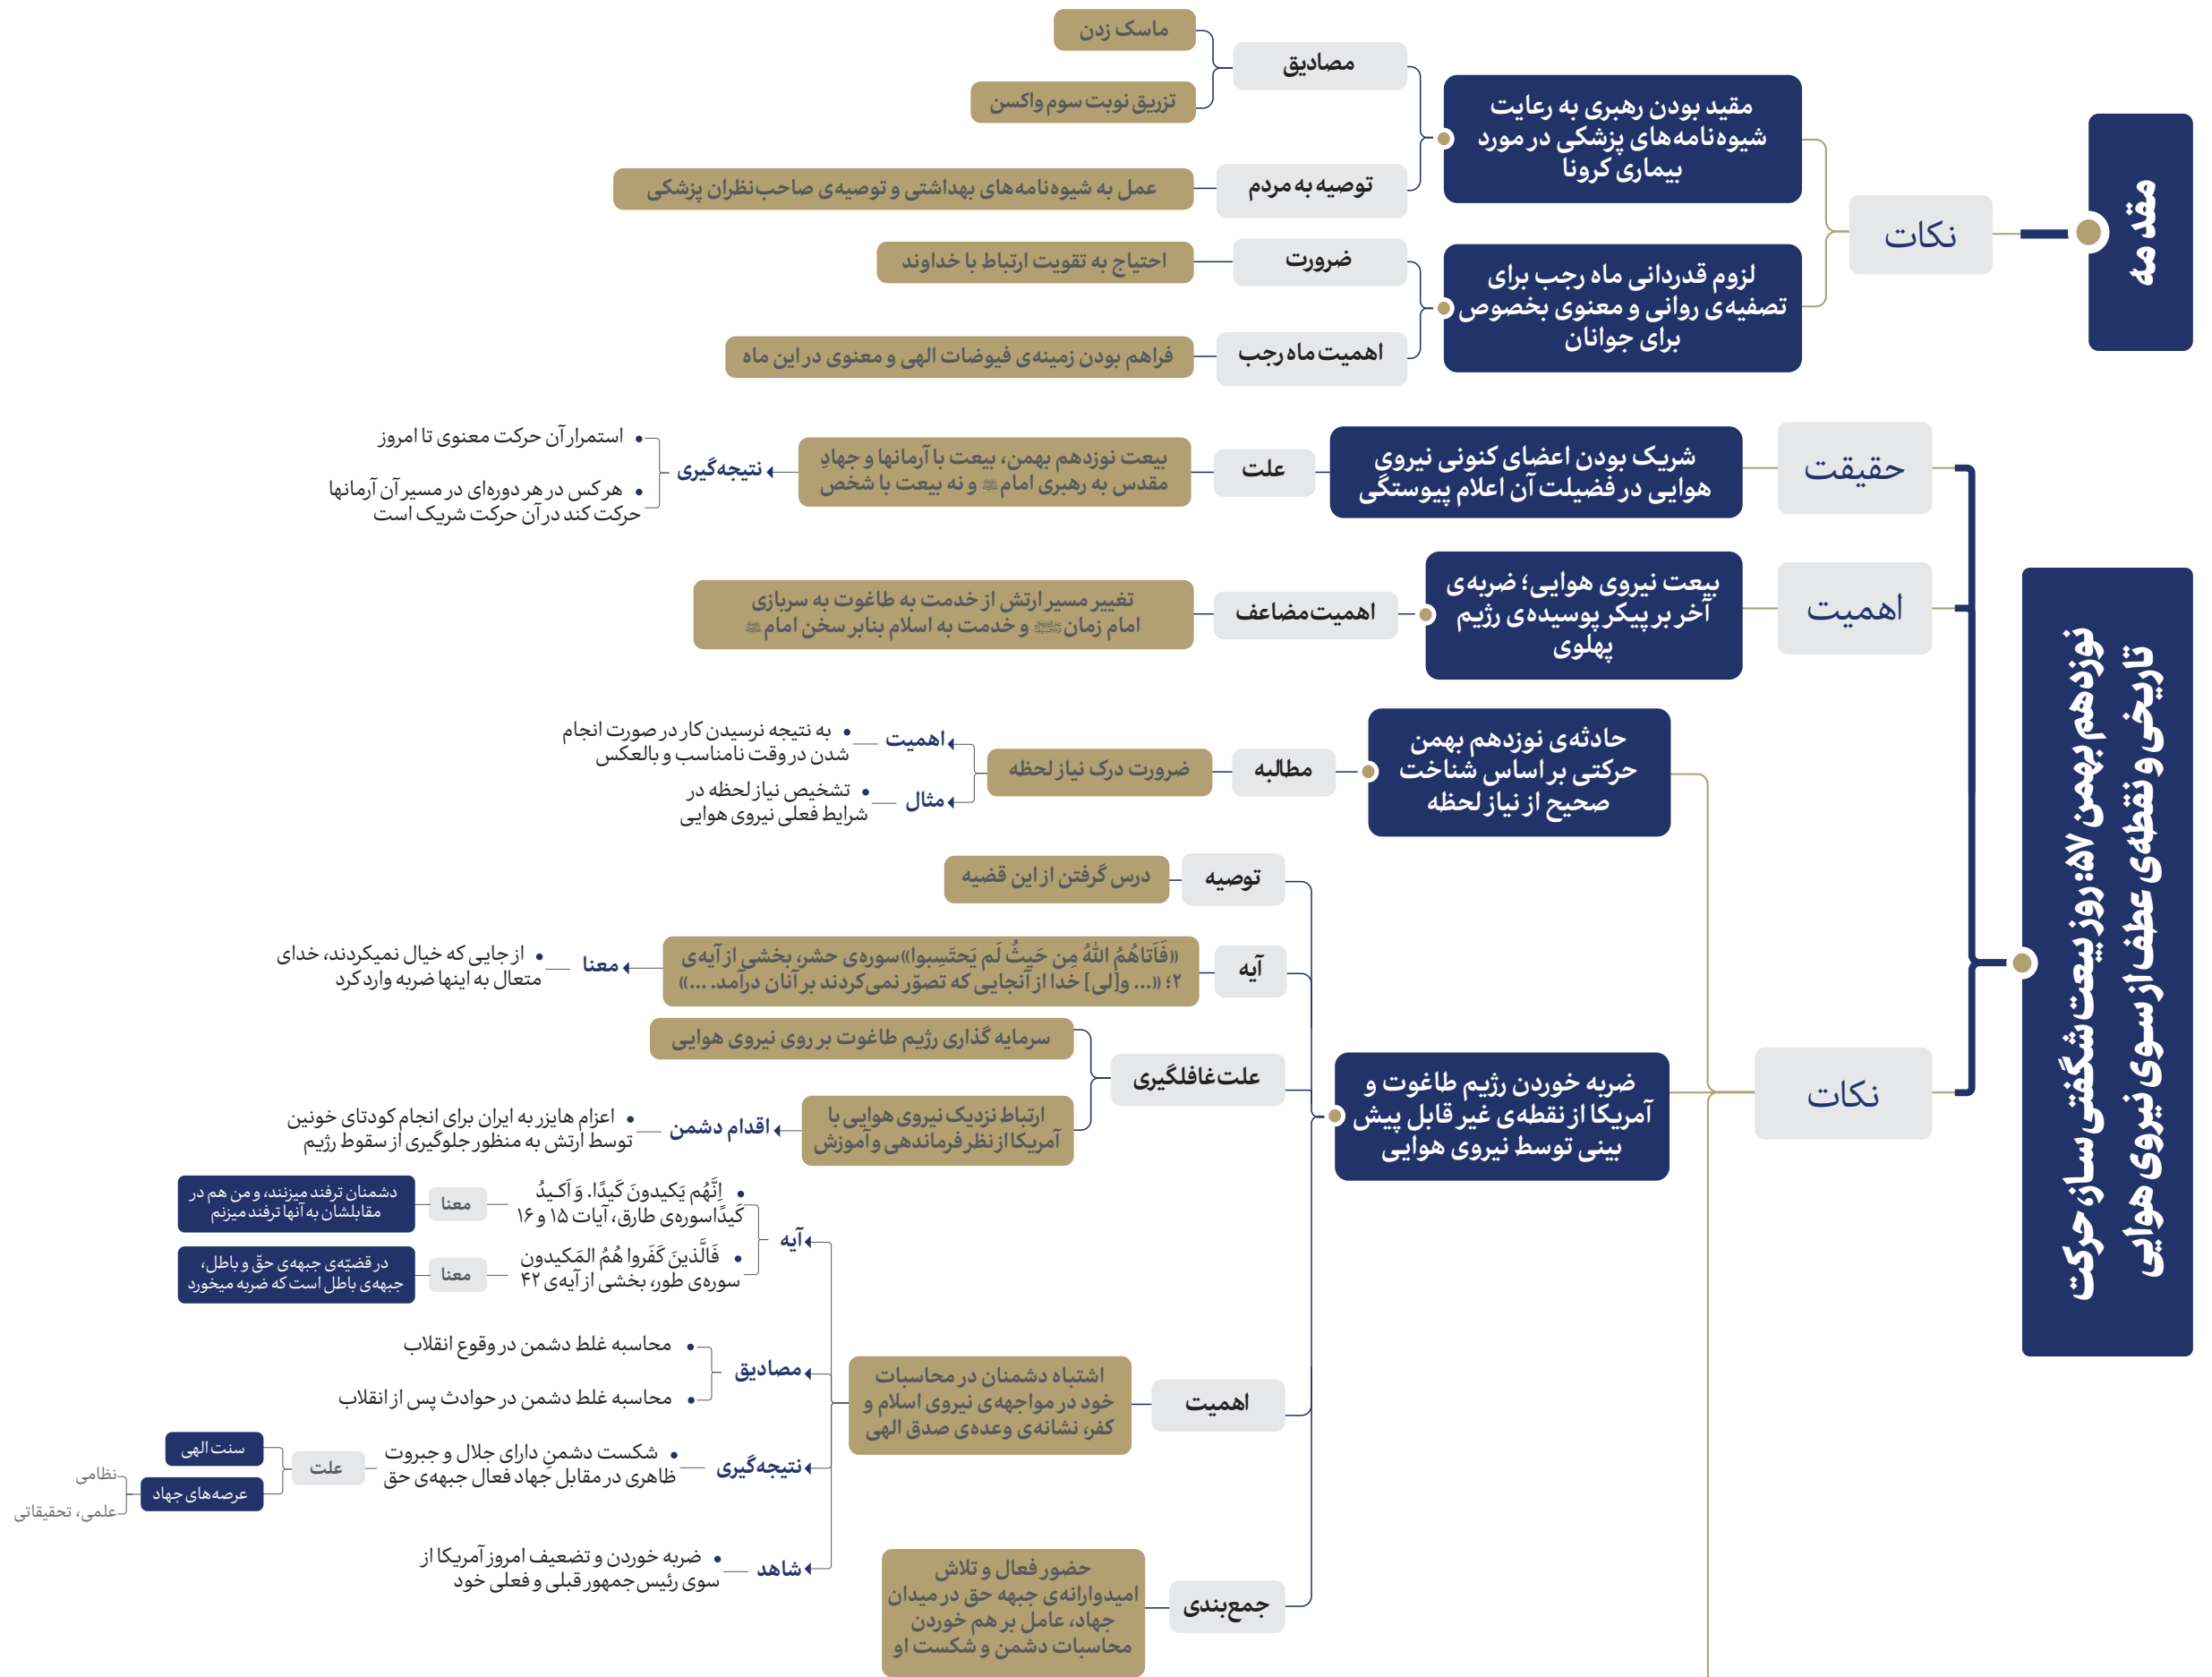 مقدمه
نکات
مقید بودن رهبری به رعایت
شیوه‌نامه‌های پزشکی در مورد
بیماری کرونا
مصادیق
ماسک زدن
تزریق نوبت سوم واکسن
توصیه به مردم
عمل به شیوه‌نامه‌های بهداشتی و توصیه‌ی صاحب‌نظران پزشکی
لزوم قدردانی ماه رجب برای
تصفیه‌ی روانی و معنوی بخصوص
برای جوانان
ضرورت
احتیاج به تقویت ارتباط با خداوند
اهمیت ماه رجب
فراهم بودن زمینه‌ی فیوضات الهی و معنوی در این ماه
نوزدهم بهمن ۵۷: روز بیعت شگفتی‌ساز، حرکت
تاریخی و نقطه‌ی عطف از سوی نیروی هوایی
حقیقت
شریک بودن اعضای کنونی نیروی
هوایی در فضیلت آن اعلام پیوستگی
علت
بیعت نوزدهم بهمن، بیعت با آرمانها و جهادِ
مقدس به رهبری امام و نه بیعت با شخص
نتیجه‌گیری
استمرار آن حرکت معنوی تا امروز
هر کس در هر دوره‌ای در مسیر آن آرمانها
حرکت کند در آن حرکت شریک است
اهمیت
بیعت نیروی هوایی؛ ضربه‌ی
آخر بر پیکر پوسیده‌ی رژیم
پهلوی
اهمیت مضاعف
تغییر مسیر ارتش از خدمت به طاغوت به سربازی
امام زمان و خدمت به اسلام بنابر سخن امام
نکات
حادثه‌ی نوزدهم بهمن
حرکتی بر اساس شناخت
صحیح از نیاز لحظه
مطالبه
ضرورت درک نیاز لحظه
اهمیت
به نتیجه نرسیدن کار در صورت انجام
شدن در وقت نامناسب و بالعکس
مثال
تشخیص نیاز لحظه در
شرایط فعلی نیروی هوایی
ضربه خوردن رژیم طاغوت و
آمریکا از نقطه‌ی غیر قابل پیش
بینی توسط نیروی هوایی
توصیه
درس گرفتن از این قضیه
آیه
«فَاَتاهُمُ اللهُ مِن حَیثُ لَم یَحتَسِبوا» سوره‌ی حشر، بخشی از آیه‌ی
۲؛ «... و[لی] خدا از آنجایی که تصوّر نمی‌کردند بر آنان درآمد. ...»
معنا
از جایی که خیال نمیکردند، خدای
متعال به اینها ضربه وارد کرد
علت غافلگیری
سرمایه گذاری رژیم طاغوت بر روی نیروی هوایی
ارتباط نزدیک نیروی هوایی با
آمریکا از نظر فرماندهی و آموزش
اقدام دشمن
اعزام هایزر به ایران برای انجام کودتای خونین
توسط ارتش به منظور جلوگیری از سقوط رژیم
اهمیت
اشتباه دشمنان در محاسبات
خود در مواجهه‌ی نیروی اسلام و
کفر، نشانه‌ی وعده‌ی صدق الهی
آیه
اِنَّهُم یَکیدونَ کَیدًا. وَ اَکـیدُ
کَیدًا سوره‌ی طارق، آیات ۱۵ و ۱۶
معنا
دشمنان ترفند میزنند، و من هم در
مقابلشان به آنها ترفند میزنم
فَالَّذینَ کَفَروا هُمُ المَکیدون
سوره‌ی طور، بخشی از آیه‌ی ۴۲
معنا
در قضیّه‌ی جبهه‌ی حقّ و باطل،
جبهه‌ی باطل است که ضربه میخورد
مصادیق
محاسبه غلط دشمن در وقوع انقلاب
محاسبه غلط دشمن در حوادث پس از انقلاب
نتیجه‌گیری
شکست دشمنِ دارای جلال و جبروت
ظاهری در مقابل جهاد فعال جبهه‌ی حق
علت
سنت الهی
عرصه‌های جهاد
نظامی
علمی، تحقیقاتی
شاهد
ضربه خوردن و تضعیف امروز آمریکا از
سوی رئیس‌جمهور قبلی و فعلی خود
جمع‌بندی
حضور فعال و تلاش
امیدوارانه‌ی جبهه حق در میدان
جهاد، عامل بر هم خوردن
محاسبات دشمن و شکست او